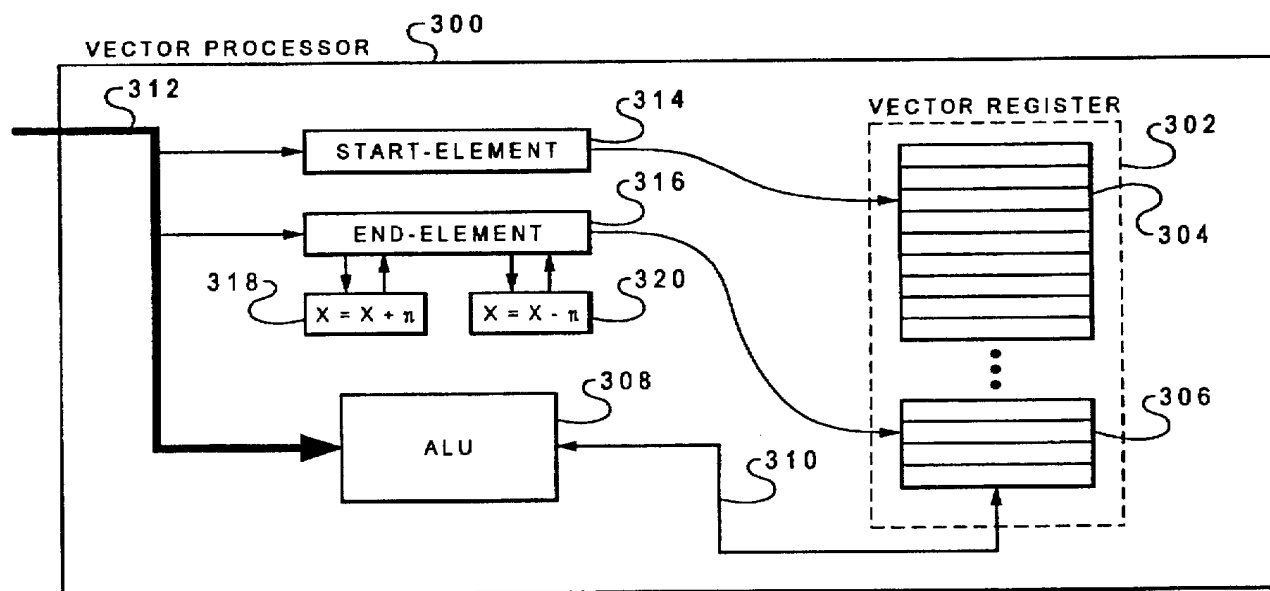 300
VECTOR PROCESSOR
312
314
VECTOR REGISTER
302
START-ELEMENT
316
304
END-ELEMENT
318
X = X + n
X = X - n
320
308
306
ALU
310